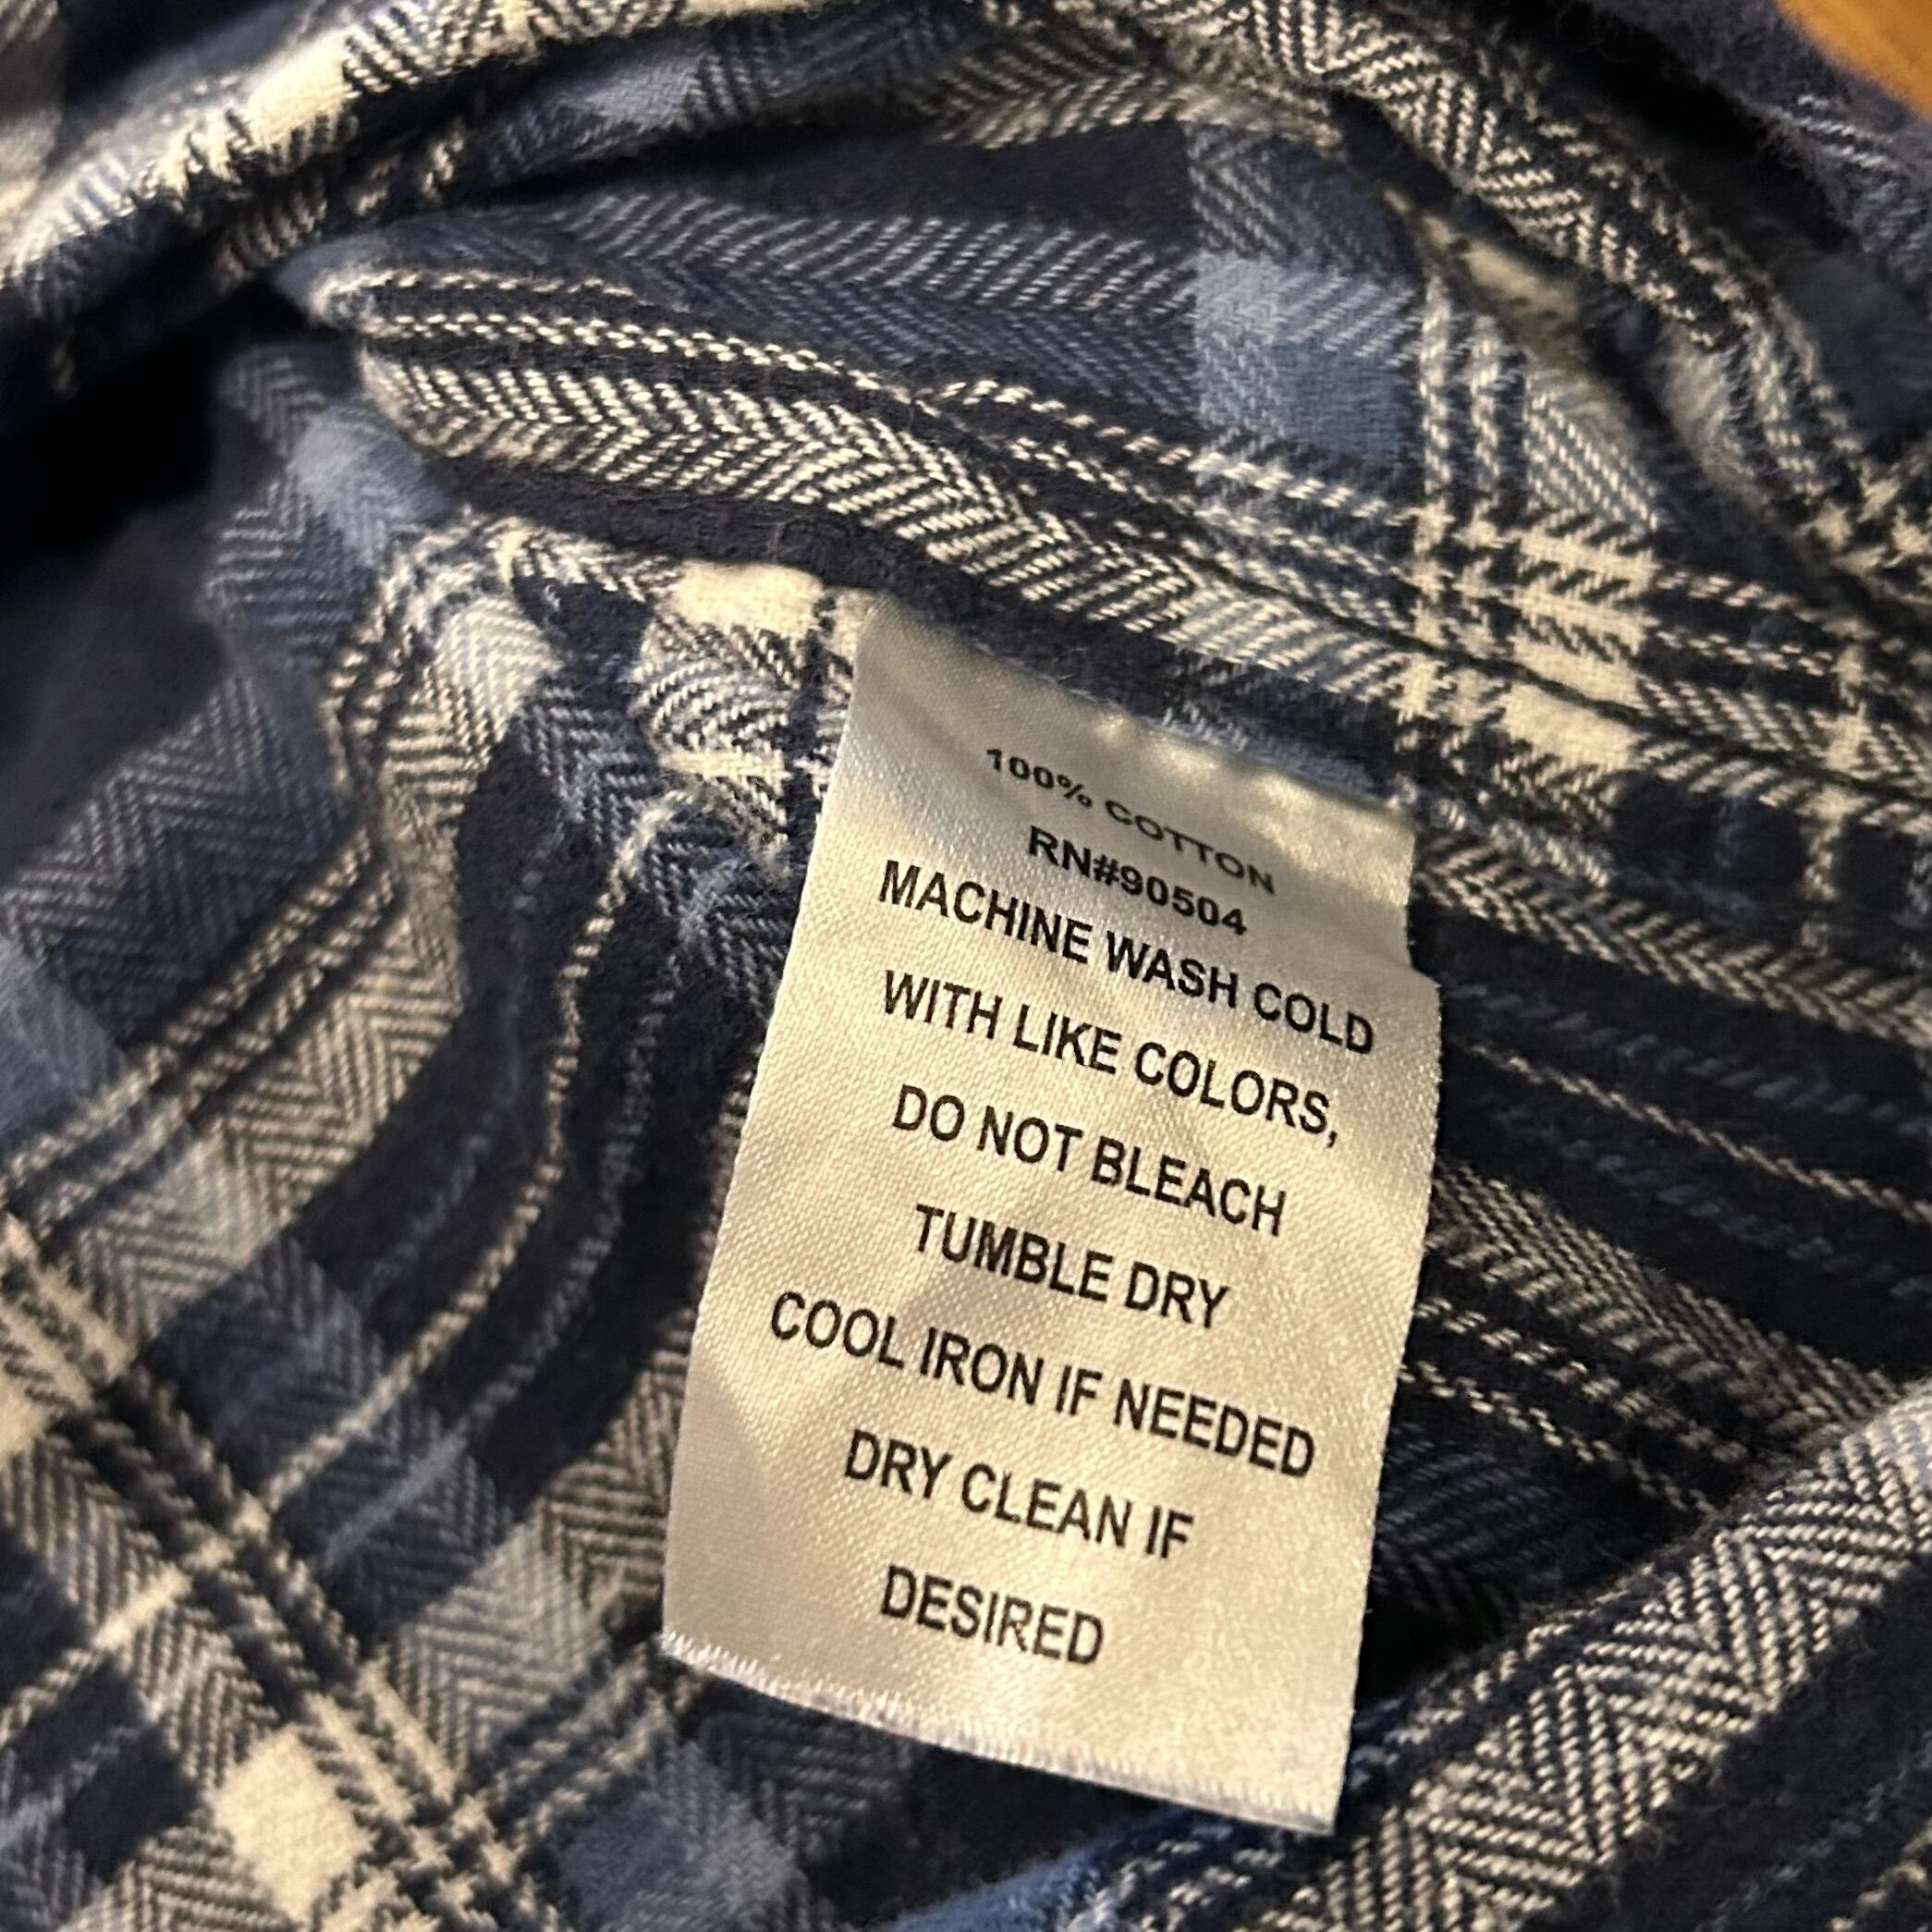 100% COTTON
RN#90504
MACHINE WASH COLD
WITH LIKE COLORS,
DO NOT BLEACH
TUMBLE DRY
COOL IRON IF NEEDED
DRY CLEAN IF
DESIRED